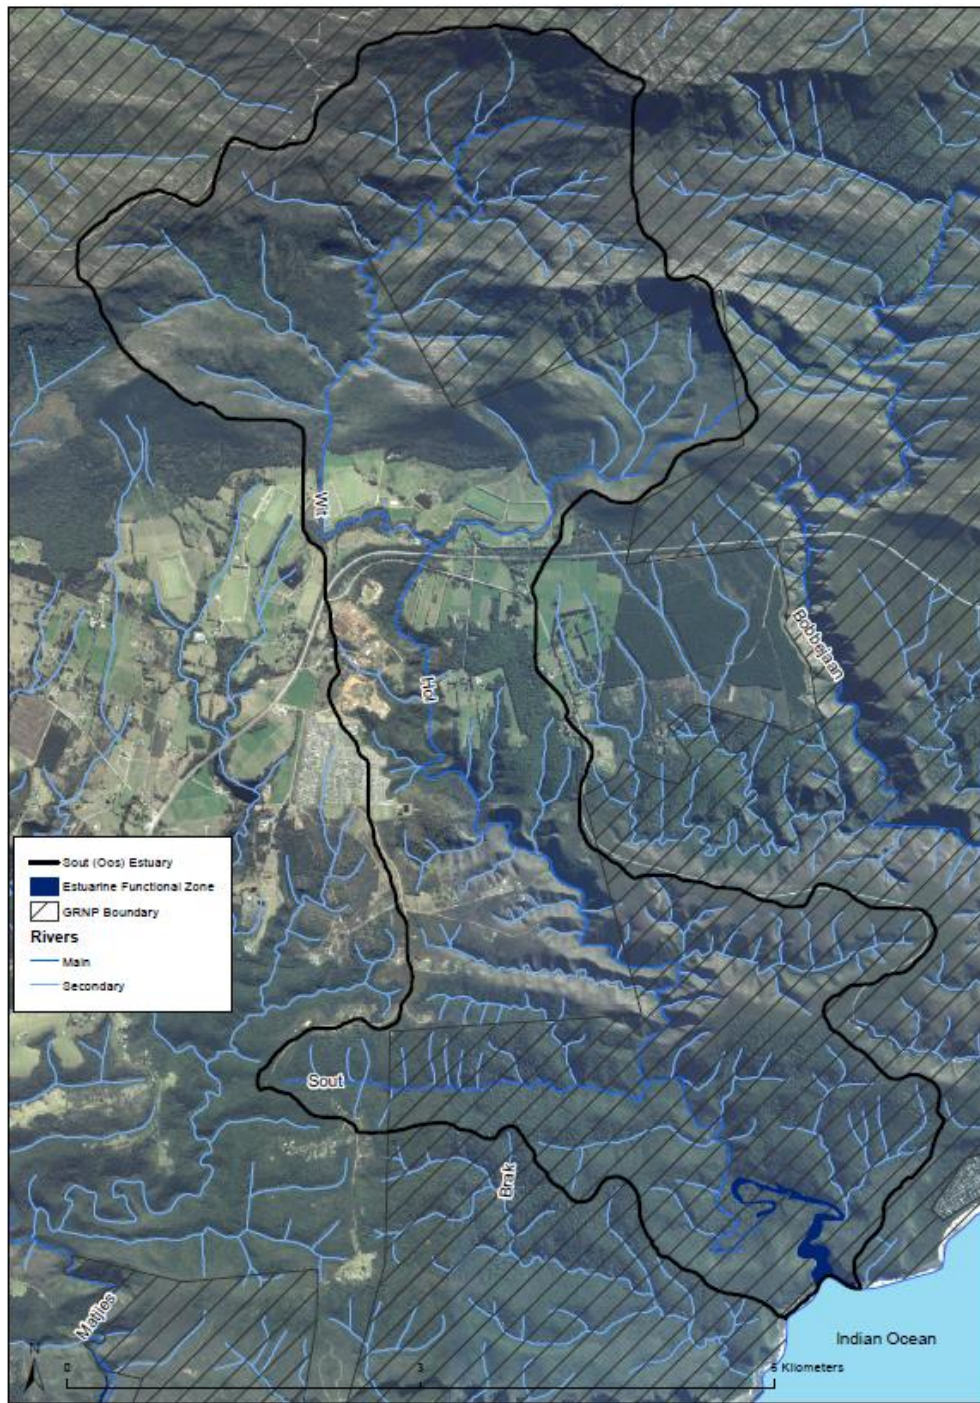 Wit
Bobbejaan
Hol
Sout (Oos) Estuary
Estuarine Functional Zone
GRNP Boundary
Rivers
Main
Secondary
Sout
Brak
Matjies
Indian Ocean
N
0 3 6 Kilometers